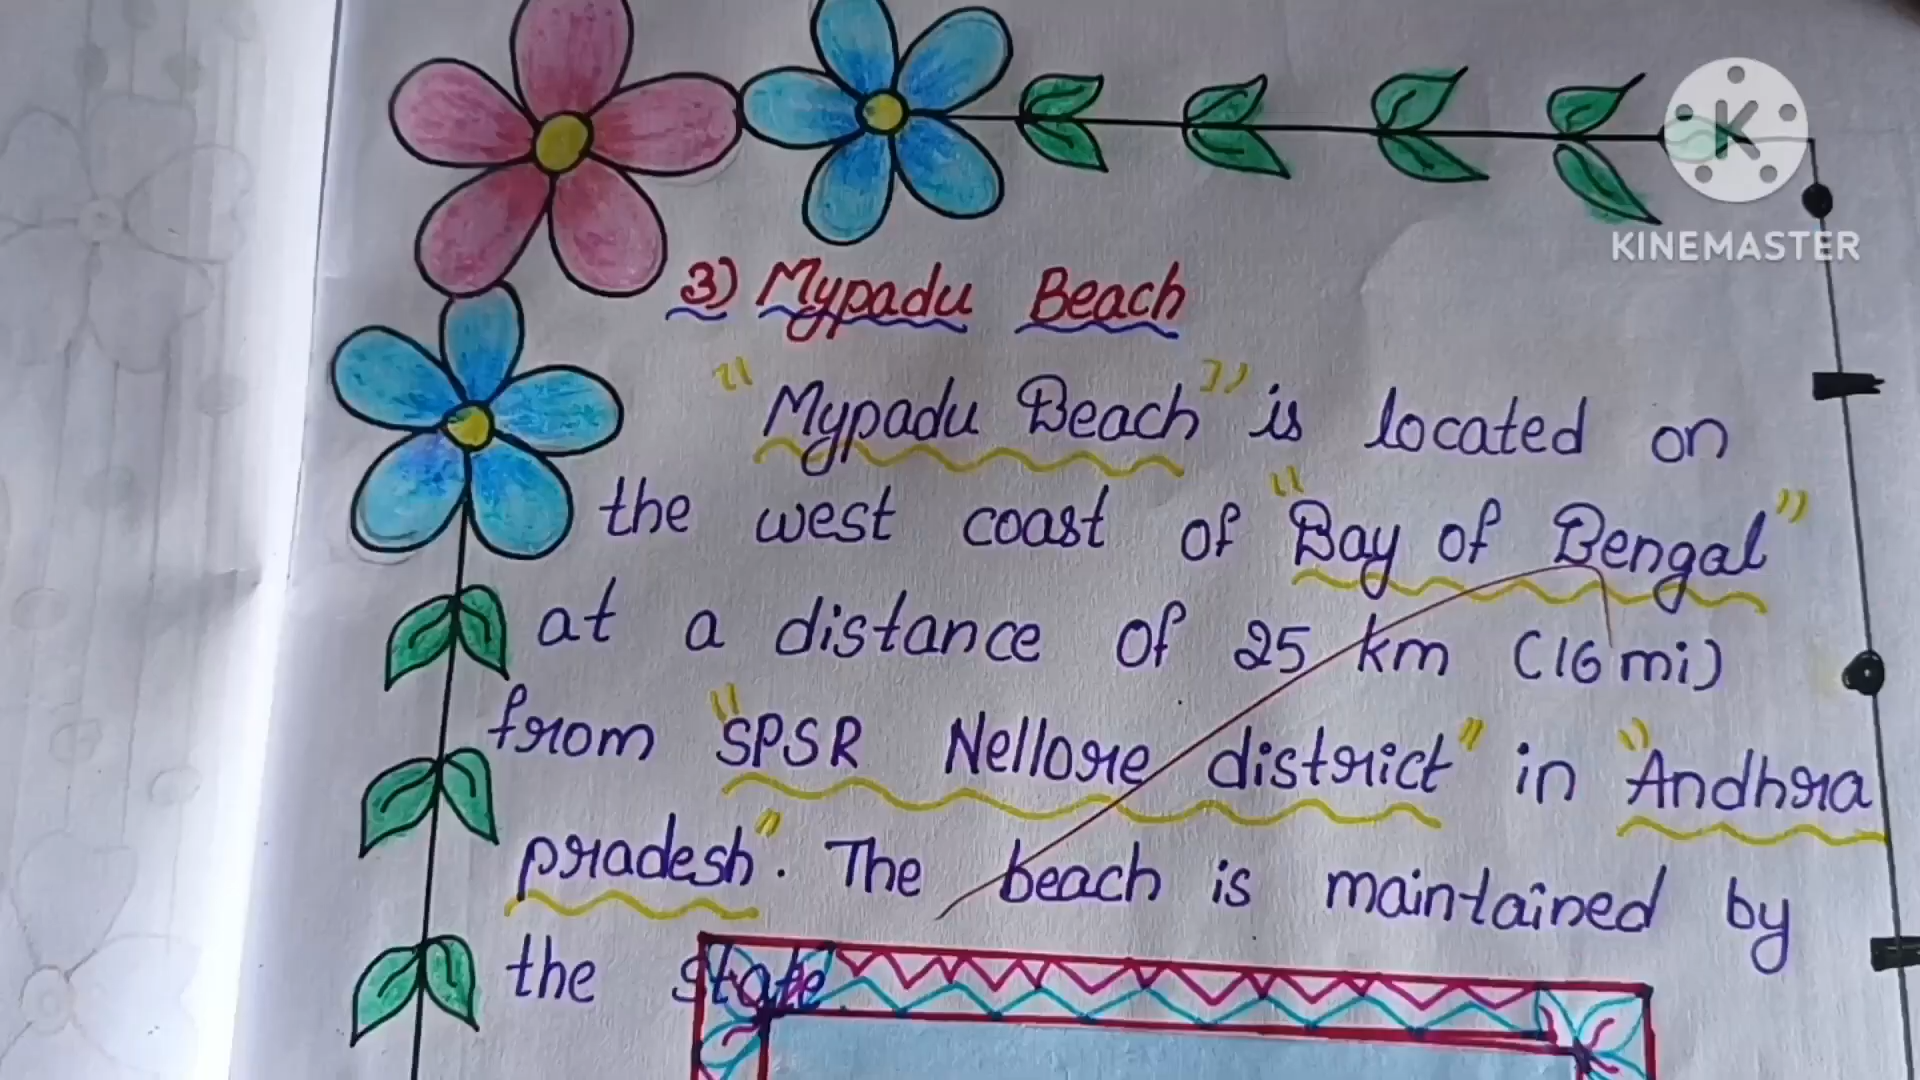 KINEMASTER
3) Mypadu Beach
"Mypadu Beach" is located on
the west coast of "Bay of Bengal"
at a distance of 25 km (16 mi)
from "SPSR Nellore district" in "Andhra
pradesh". The beach is maintained by
the state